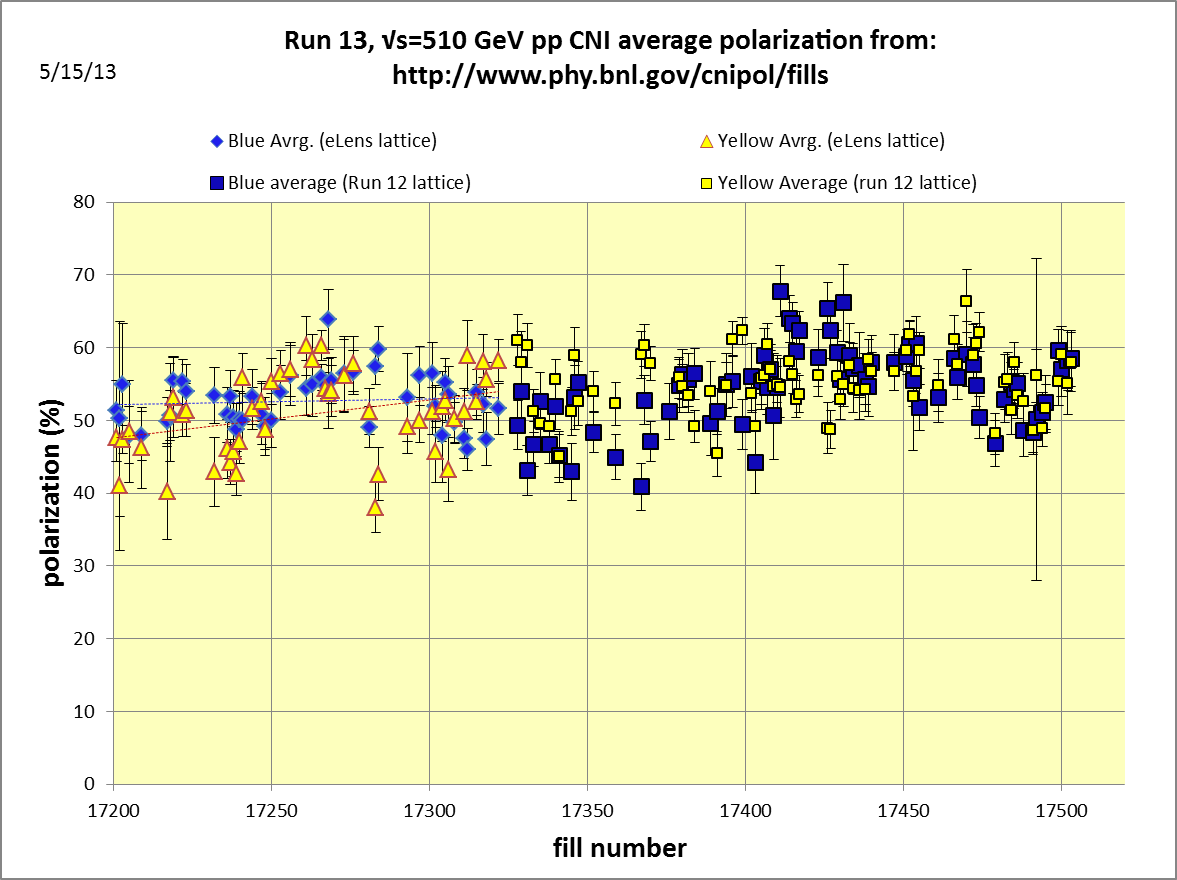 Run 13, √s=510 GeV pp CNI average polarization from:
http://www.phy.bnl.gov/cnipol/fills
5/15/13
Blue Avrg. (eLens lattice)
Yellow Avrg. (eLens lattice)
Blue average (Run 12 lattice)
Yellow Average (run 12 lattice)
80
70
60
50
40
30
20
10
0
polarization (%)
17200 17250 17300 17350 17400 17450 17500
fill number